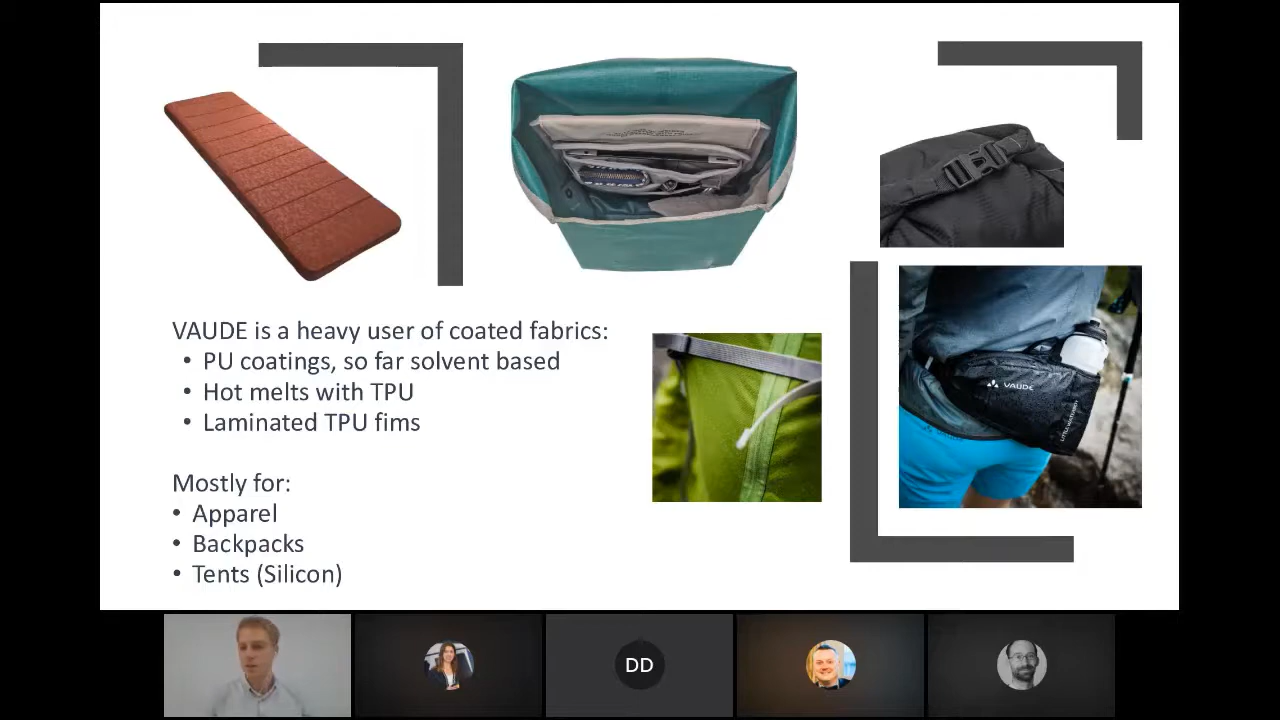 VAUDE is a heavy user of coated fabrics:
• PU coatings, so far solvent based
• Hot melts with TPU
• Laminated TPU fims
Mostly for:
• Apparel
• Backpacks
• Tents (Silicon)
VAUDE
DD